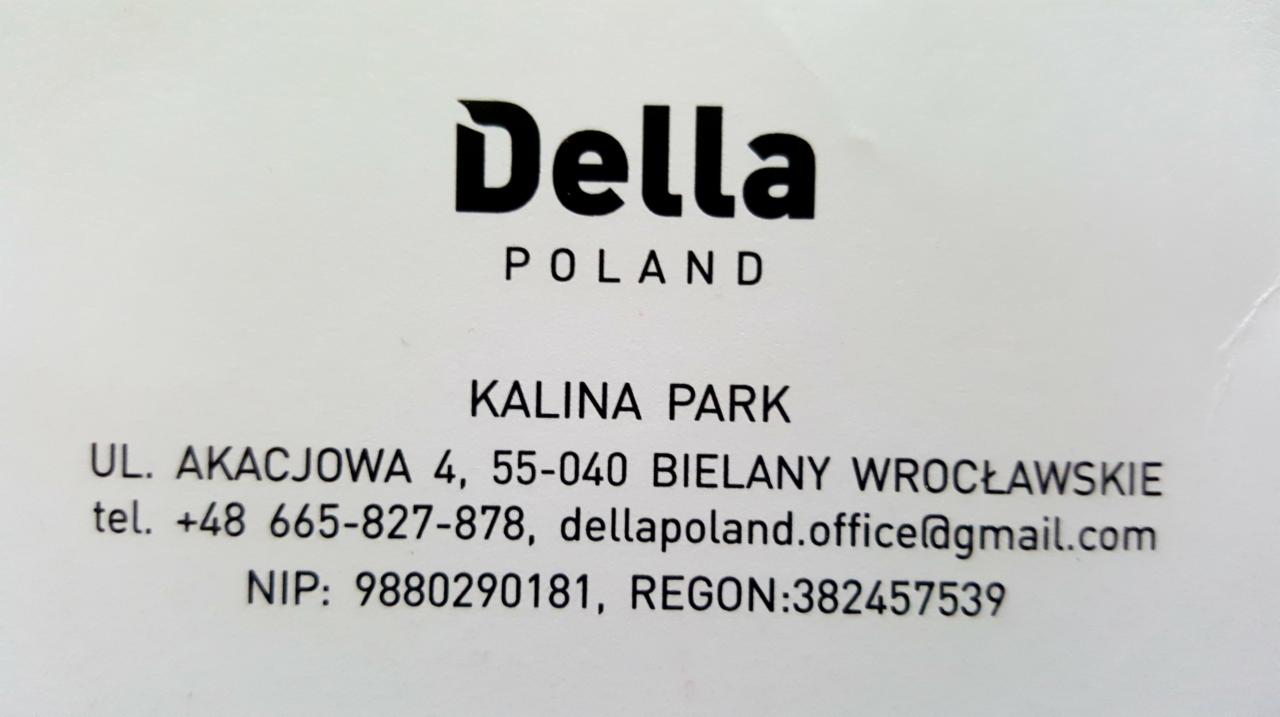 Della
POLAND
KALINA PARK
UL. AKACJOWA 4, 55-040 BIELANY WROCŁAWSKIE
tel. +48 665-827-878, dellapoland.office@gmail.com
NIP: 9880290181, REGON:382457539